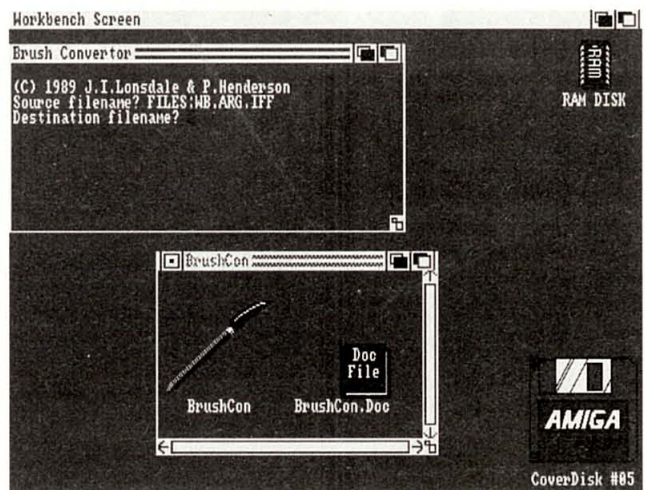 Workbench Screen
Brush Convertor
(C) 1989 J.I.Lonsdale & P.Henderson
Source filename? FILES:WB.ARG.IFF
Destination filename?
RAM
RAM DISK
BrushCon
Doc
File
BrushCon
BrushCon.Doc
AMIGA
CoverDisk #05